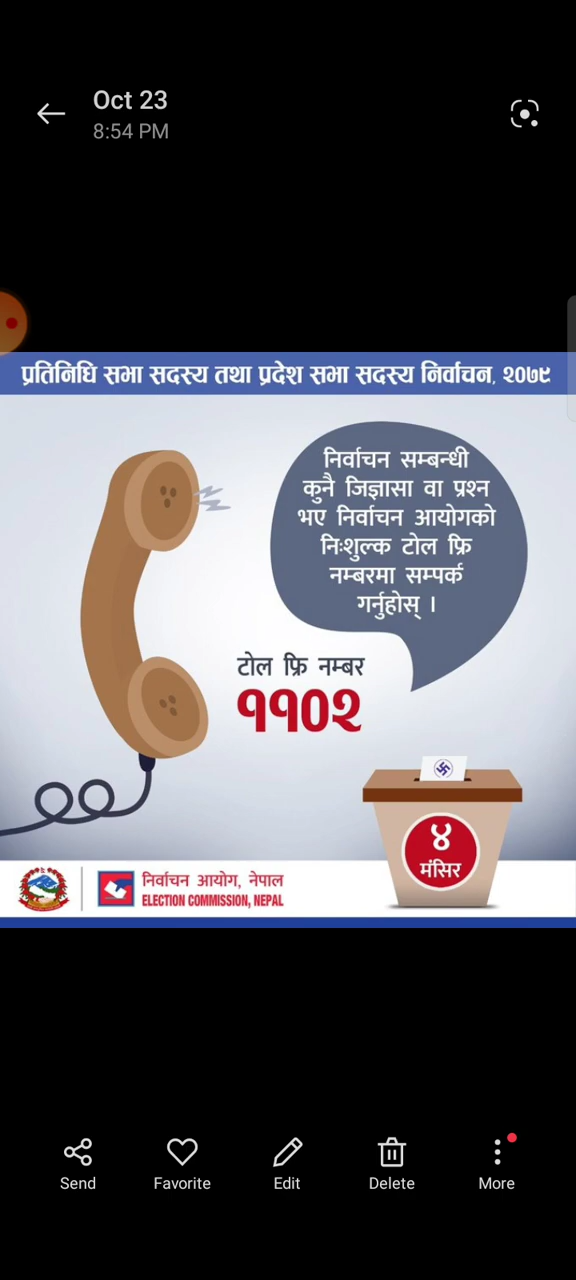 Oct 23
8:54 PM
प्रतिनिधि सभा सदस्य तथा प्रदेश सभा सदस्य निर्वाचन, २०७९
निर्वाचन सम्बन्धी
कुनै जिज्ञासा वा प्रश्न
भए निर्वाचन आयोगको
निःशुल्क टोल फ्रि
नम्बरमा सम्पर्क
गर्नुहोस् ।
टोल फ्रि नम्बर
११०२
४
मंसिर
निर्वाचन आयोग, नेपाल
ELECTION COMMISSION, NEPAL
Send
Favorite
Edit
Delete
More